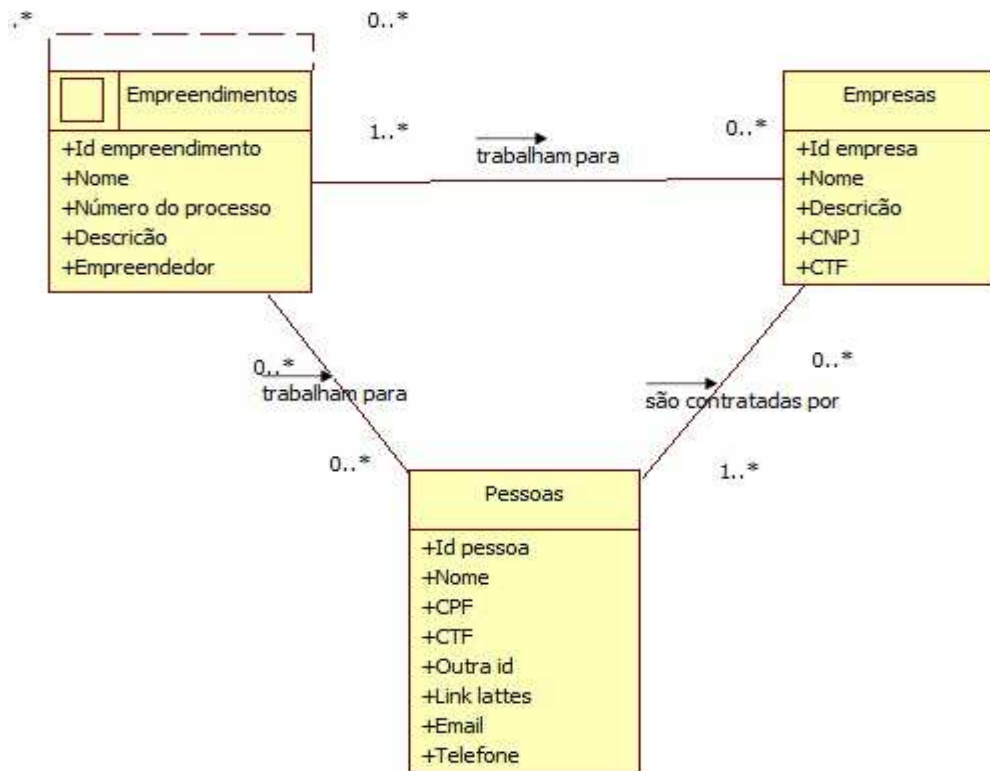 ..*
0..*
Empreendimentos
+Id empreendimento
+Nome
+Número do processo
+Descricão
+Empreendedor
1..*
trabalham para
0..*
Empresas
+Id empresa
+Nome
+Descricão
+CNPJ
+CTF
0..*
trabalham para
0..*
0..*
são contratadas por
1..*
Pessoas
+Id pessoa
+Nome
+CPF
+CTF
+Outra id
+Link lattes
+Email
+Telefone